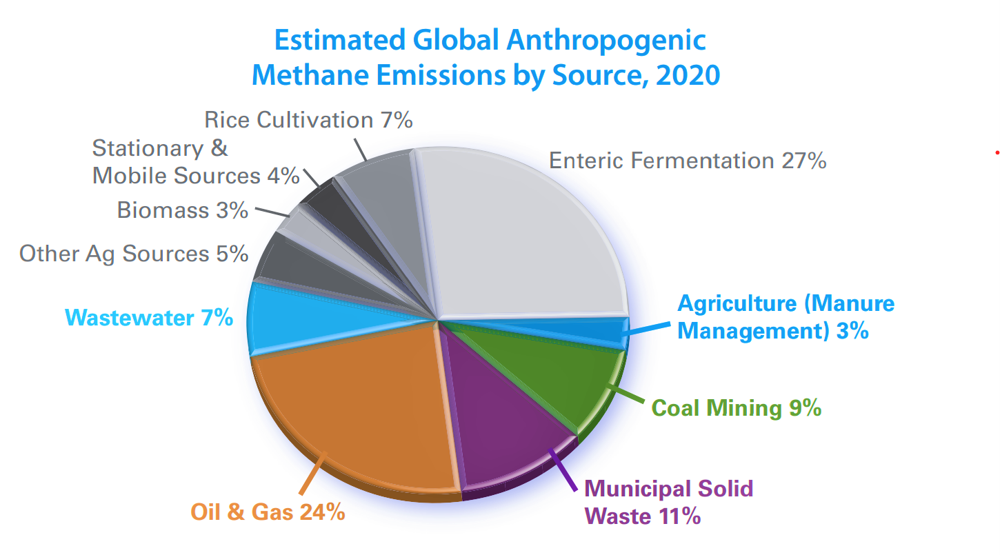 Estimated Global Anthropogenic
Methane Emissions by Source, 2020
Rice Cultivation 7%
Stationary &
Mobile Sources 4%
Enteric Fermentation 27%
Biomass 3%
Other Ag Sources 5%
Wastewater 7%
Agriculture (Manure
Management) 3%
Coal Mining 9%
Municipal Solid
Waste 11%
Oil & Gas 24%